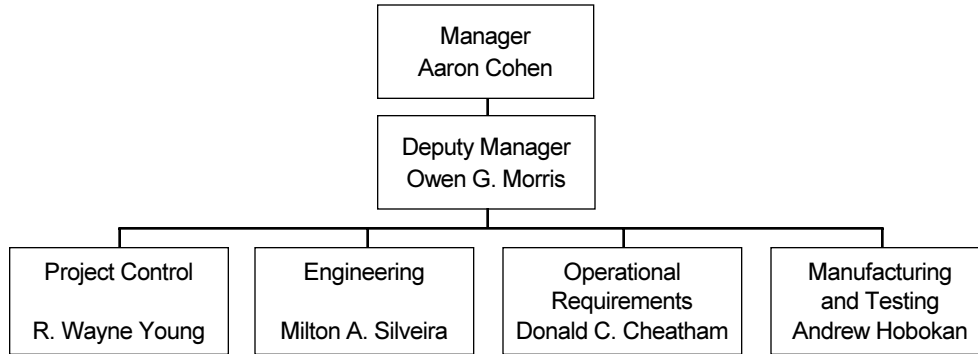 Manager
Aaron Cohen
Deputy Manager
Owen G. Morris
Project Control
R. Wayne Young
Engineering
Milton A. Silveira
Operational
Requirements
Donald C. Cheatham
Manufacturing
and Testing
Andrew Hobokan